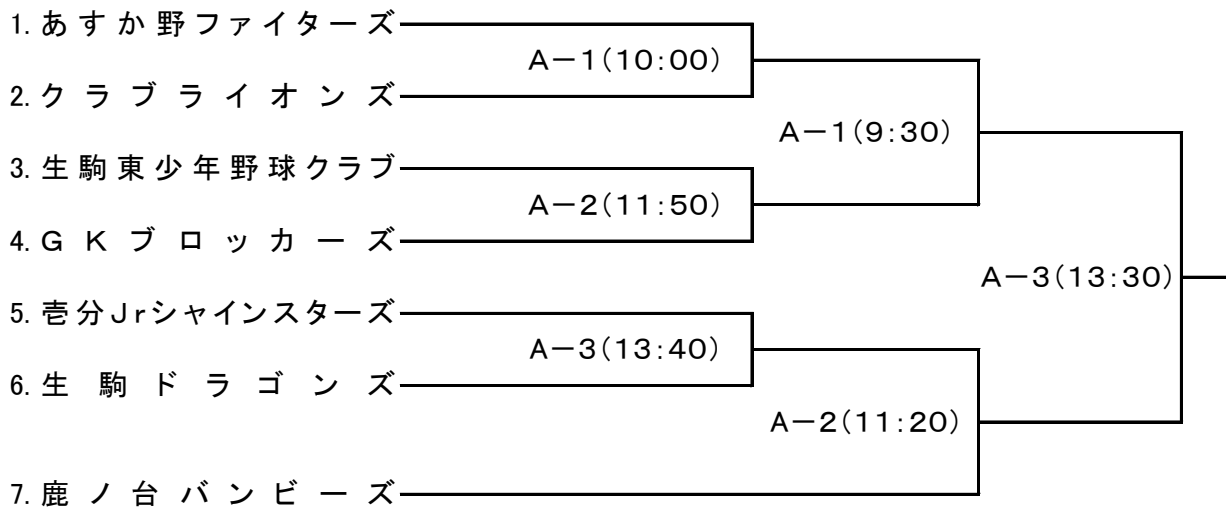 1. あすか野ファイターズ
A－1(10:00)
2. クラブライオンズ
A－1(9:30)
3. 生駒東少年野球クラブ
A－2(11:50)
4. GKブロッカーズ
A－3(13:30)
5. 壱分Jrシャインスターズ
A－3(13:40)
6. 生駒ドラゴンズ
A－2(11:20)
7. 鹿ノ台バンビーズ